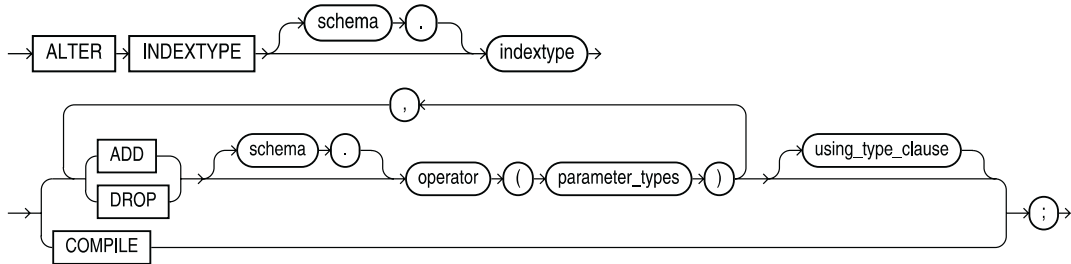 schema .
ALTER INDEXTYPE indextype
,
ADD schema . using_type_clause
operator ( parameter_types )
DROP
;
COMPILE